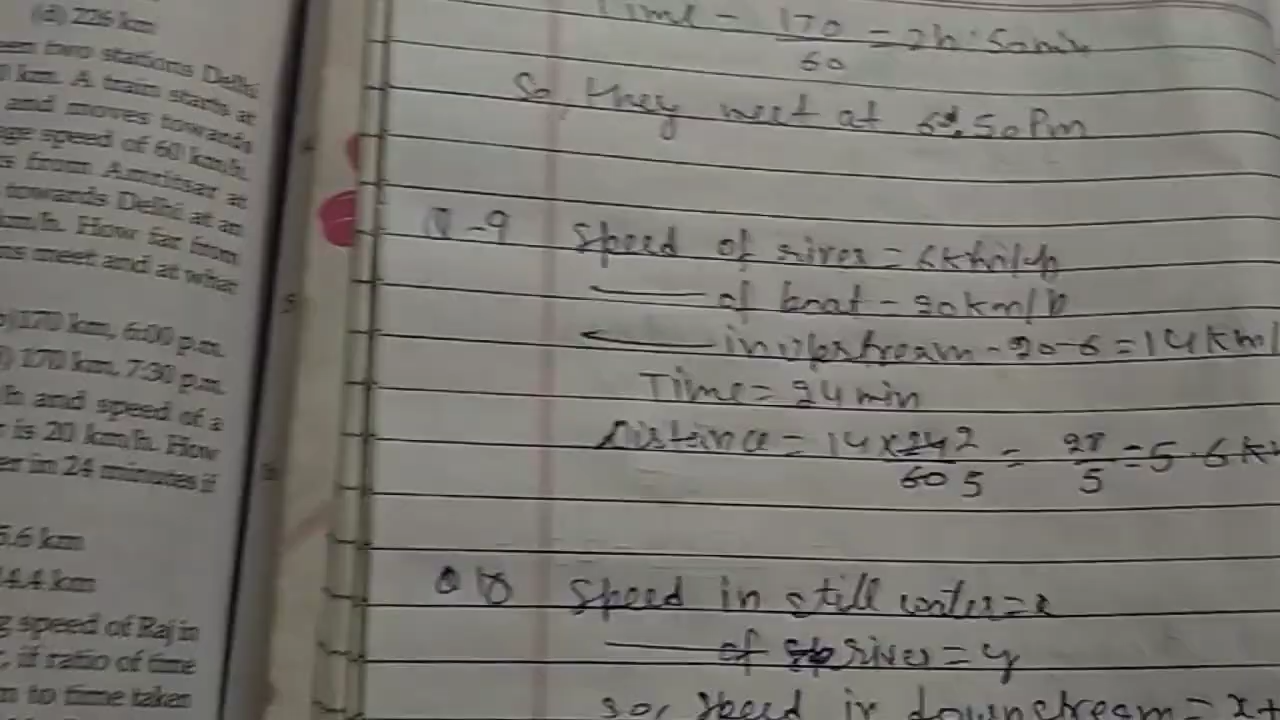 (d) 226 km
two stations Delhi
km. A train starts at
and moves towards
speed of 60 km/h.
from Amritsar at
towards Delhi at an
km/h. How far from
meet and at what
170 km, 6:00 p.m.
170 km, 7:30 p.m.
and speed of a
is 20 km/h. How
in 24 minutes if
5.6 km
4.4 km
speed of Raj in
if ratio of time
to time taken
Time - 170/60 = 2h. 50min
So, they meet at 6:50 Pm
Q-9 Speed of river = 6km/h
of boat - 20km/h
in upstream - 20-6 = 14km/
Time = 24 min
Distance = 14x24 2/60 5 = 28/5 = 5.6 k
Q 10 Speed in still water = x
of river = y
so, speed in downstream = x+